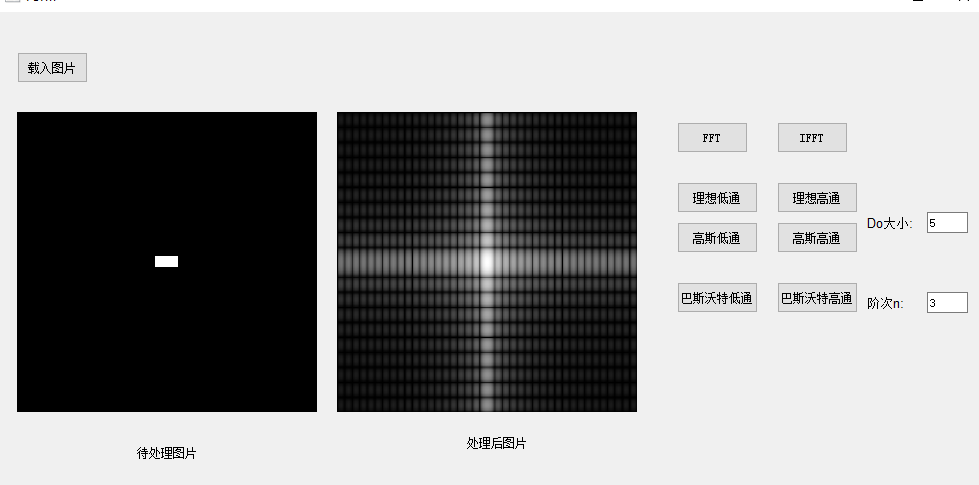 载入图片
FFT
IFFT
理想低通
理想高通
Do大小:
5
高斯低通
高斯高通
巴斯沃特低通
巴斯沃特高通
阶次n:
3
待处理图片
处理后图片